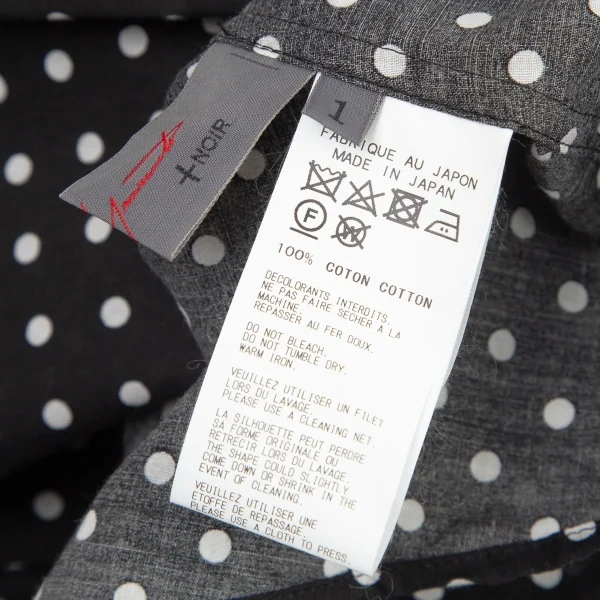 +NOIR
1
FABRIQUE AU JAPON
MADE IN JAPAN
F
W
100% COTON COTTON
DECOLORANTS INTERDITS.
NE PAS FAIRE SECHER A LA
MACHINE.
REPASSER AU FER DOUX.
DO NOT BLEACH.
DO NOT TUMBLE DRY.
WARM IRON.
VEUILLEZ UTILISER UN FILET
LORS DU LAVAGE.
PLEASE USE A CLEANING NET.
LA SILHOUETTE PEUT PERDRE
SA FORME ORIGINALE OU
RETRECIR LORS DU LAVAGE.
THE SHAPE COULD SLIGHTLY
COME DOWN OR SHRINK IN THE
EVENT OF CLEANING.
VEUILLEZ UTILISER UNE
ETOFFE DE REPASSAGE.
PLEASE USE A CLOTH TO PRESS.